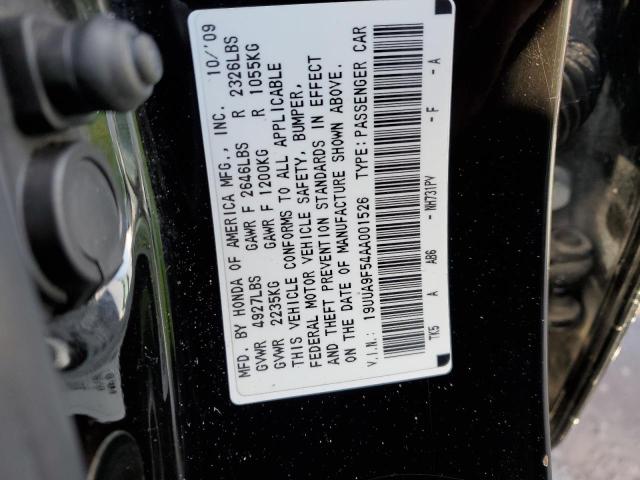 MFD. BY HONDA OF AMERICA MFG., INC. 10/'09
GVWR 4927LBS GAWR F 2646LBS R 2326LBS
GVWR 2235KG GAWR F 1200KG R 1055KG
THIS VEHICLE CONFORMS TO ALL APPLICABLE
FEDERAL MOTOR VEHICLE SAFETY, BUMPER,
AND THEFT PREVENTION STANDARDS IN EFFECT
ON THE DATE OF MANUFACTURE SHOWN ABOVE.
V.I.N.: 19UUA9F54AA001526 TYPE: PASSENGER CAR
TK5 A AB6 - NH731PV - F - A